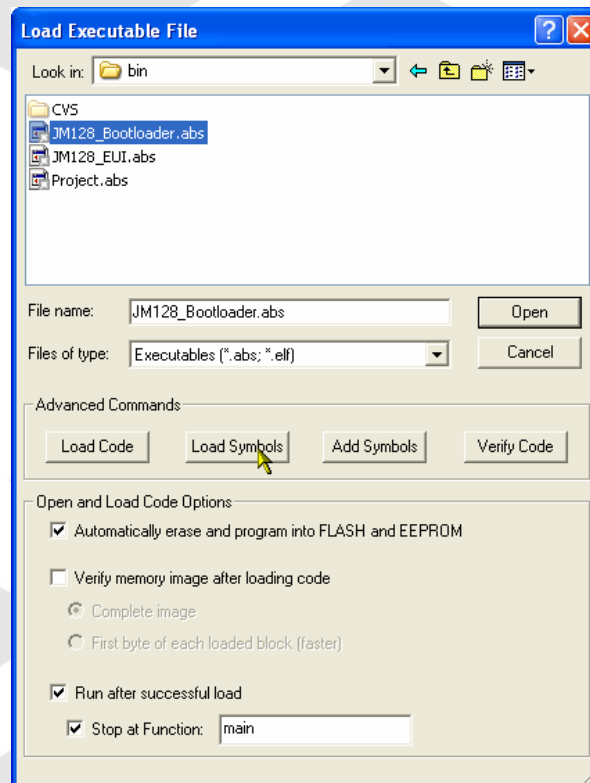 Load Executable File
Look in: bin
CVS
JM128_Bootloader.abs
JM128_EUI.abs
Project.abs
File name: JM128_Bootloader.abs Open
Files of type: Executables (*.abs; *.elf) Cancel
Advanced Commands
Load Code Load Symbols Add Symbols Verify Code
Open and Load Code Options
Automatically erase and program into FLASH and EEPROM
Verify memory image after loading code
Complete image
First byte of each loaded block (faster)
Run after successful load
Stop at Function: main